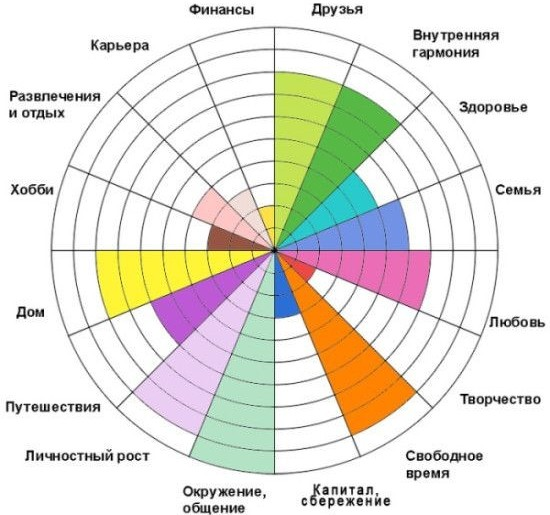 Финансы
Друзья
Карьера
Внутренняя
гармония
Развлечения
и отдых
Здоровье
Хобби
Семья
Дом
Любовь
Путешествия
Творчество
Личностный рост
Свободное
время
Окружение,
общение
Капитал,
сбережение